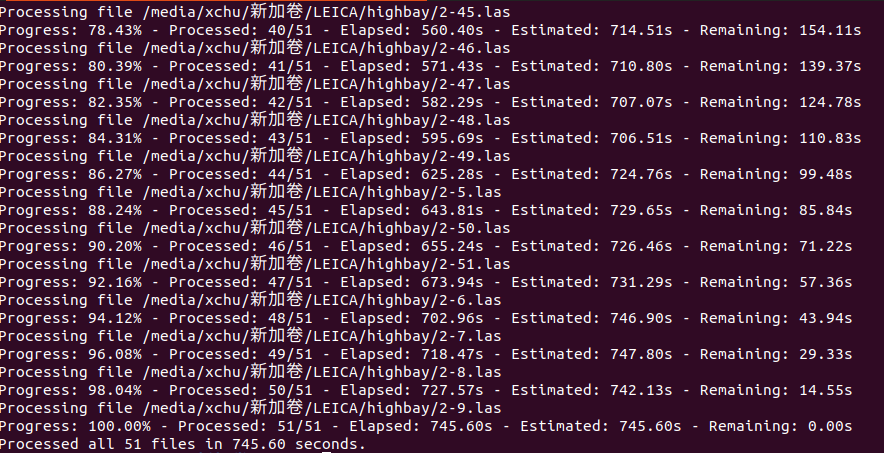 Processing file /media/xchu/新加卷/LEICA/highbay/2-45.las
Progress: 78.43% - Processed: 40/51 - Elapsed: 560.40s - Estimated: 714.51s - Remaining: 154.11s
Processing file /media/xchu/新加卷/LEICA/highbay/2-46.las
Progress: 80.39% - Processed: 41/51 - Elapsed: 571.43s - Estimated: 710.80s - Remaining: 139.37s
Processing file /media/xchu/新加卷/LEICA/highbay/2-47.las
Progress: 82.35% - Processed: 42/51 - Elapsed: 582.29s - Estimated: 707.07s - Remaining: 124.78s
Processing file /media/xchu/新加卷/LEICA/highbay/2-48.las
Progress: 84.31% - Processed: 43/51 - Elapsed: 595.69s - Estimated: 706.51s - Remaining: 110.83s
Processing file /media/xchu/新加卷/LEICA/highbay/2-49.las
Progress: 86.27% - Processed: 44/51 - Elapsed: 625.28s - Estimated: 724.76s - Remaining: 99.48s
Processing file /media/xchu/新加卷/LEICA/highbay/2-5.las
Progress: 88.24% - Processed: 45/51 - Elapsed: 643.81s - Estimated: 729.65s - Remaining: 85.84s
Processing file /media/xchu/新加卷/LEICA/highbay/2-50.las
Progress: 90.20% - Processed: 46/51 - Elapsed: 655.24s - Estimated: 726.46s - Remaining: 71.22s
Processing file /media/xchu/新加卷/LEICA/highbay/2-51.las
Progress: 92.16% - Processed: 47/51 - Elapsed: 673.94s - Estimated: 731.29s - Remaining: 57.36s
Processing file /media/xchu/新加卷/LEICA/highbay/2-6.las
Progress: 94.12% - Processed: 48/51 - Elapsed: 702.96s - Estimated: 746.90s - Remaining: 43.94s
Processing file /media/xchu/新加卷/LEICA/highbay/2-7.las
Progress: 96.08% - Processed: 49/51 - Elapsed: 718.47s - Estimated: 747.80s - Remaining: 29.33s
Processing file /media/xchu/新加卷/LEICA/highbay/2-8.las
Progress: 98.04% - Processed: 50/51 - Elapsed: 727.57s - Estimated: 742.13s - Remaining: 14.55s
Processing file /media/xchu/新加卷/LEICA/highbay/2-9.las
Progress: 100.00% - Processed: 51/51 - Elapsed: 745.60s - Estimated: 745.60s - Remaining: 0.00s
Processed all 51 files in 745.60 seconds.